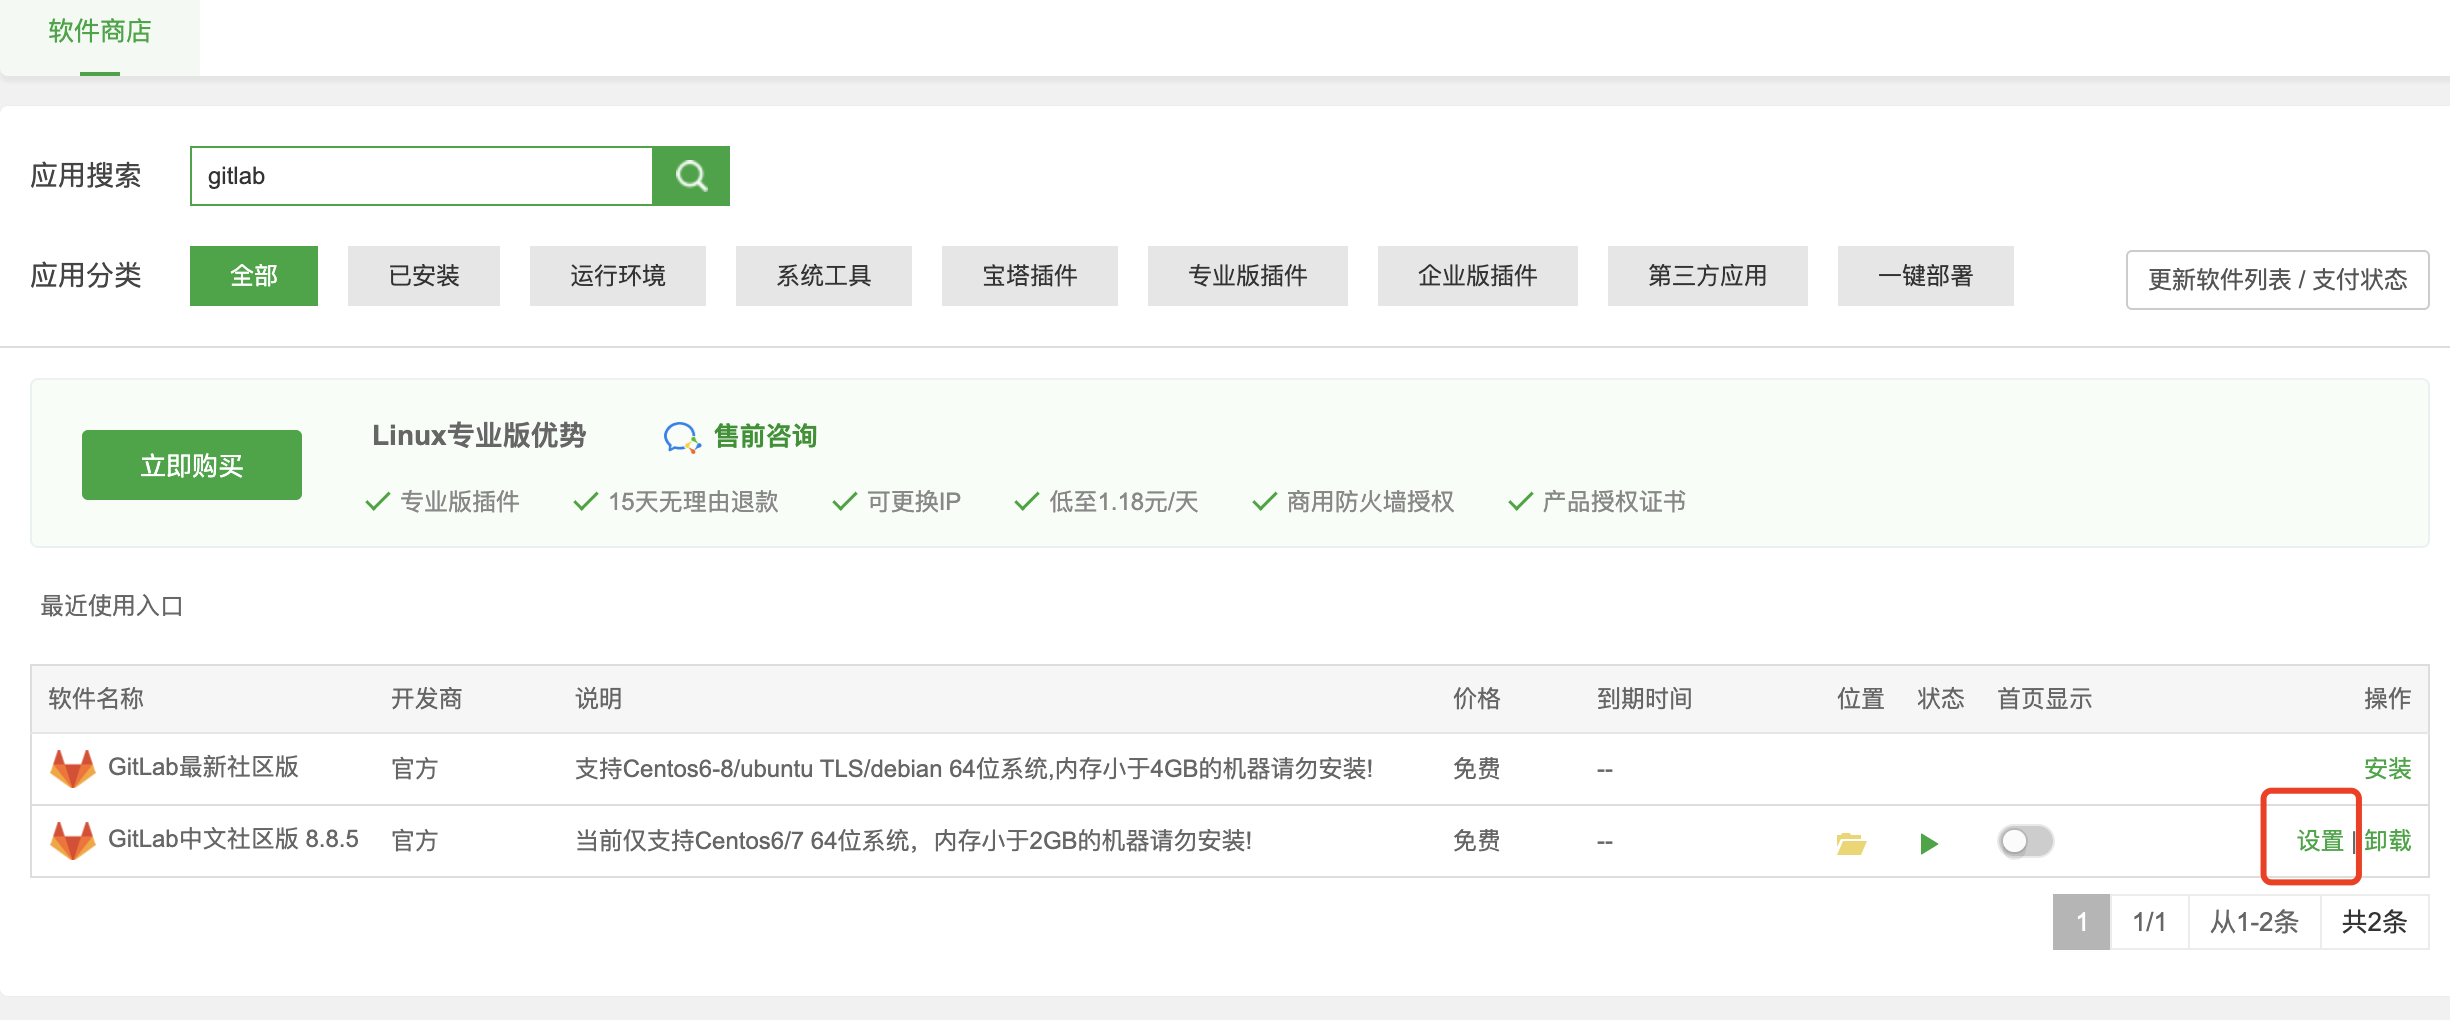 软件商店
应用搜索 gitlab
应用分类 全部 已安装 运行环境 系统工具 宝塔插件 专业版插件 企业版插件 第三方应用 一键部署 更新软件列表 / 支付状态
立即购买 Linux专业版优势 售前咨询
专业版插件 15天无理由退款 可更换IP 低至1.18元/天 商用防火墙授权 产品授权证书
最近使用入口
软件名称 开发商 说明 价格 到期时间 位置 状态 首页显示 操作
GitLab最新社区版 官方 支持Centos6-8/ubuntu TLS/debian 64位系统,内存小于4GB的机器请勿安装! 免费 -- 安装
GitLab中文社区版 8.8.5 官方 当前仅支持Centos6/7 64位系统，内存小于2GB的机器请勿安装! 免费 -- 设置 | 卸载
1 1/1 从1-2条 共2条